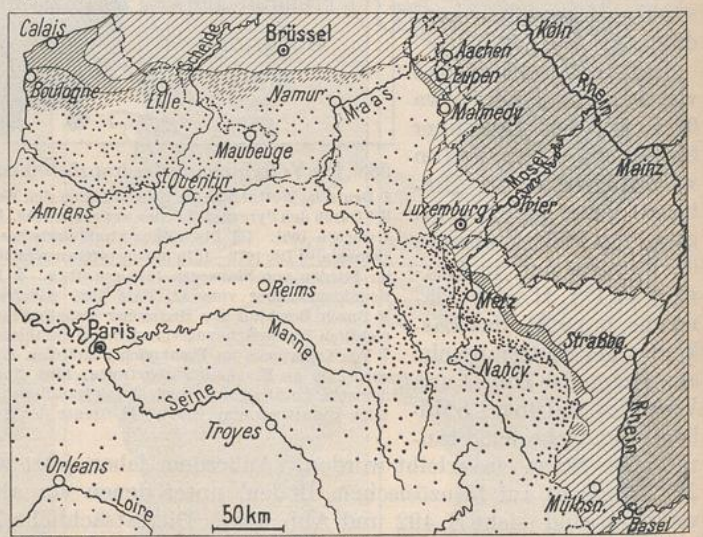 Calais
Brüssel
Köln
Schelde
Aachen
Eupen
Rhein
Boulogne
Lille
Namur
Maas
Malmedy
Maubeuge
Mosel
Mainz
St Quentin
Amiens
Luxemburg
Trier
Reims
Metz
Paris
Marne
Straßbg.
Nancy
Seine
Rhein
Troyes
Orléans
Loire
50km
Mülhsn.
Basel